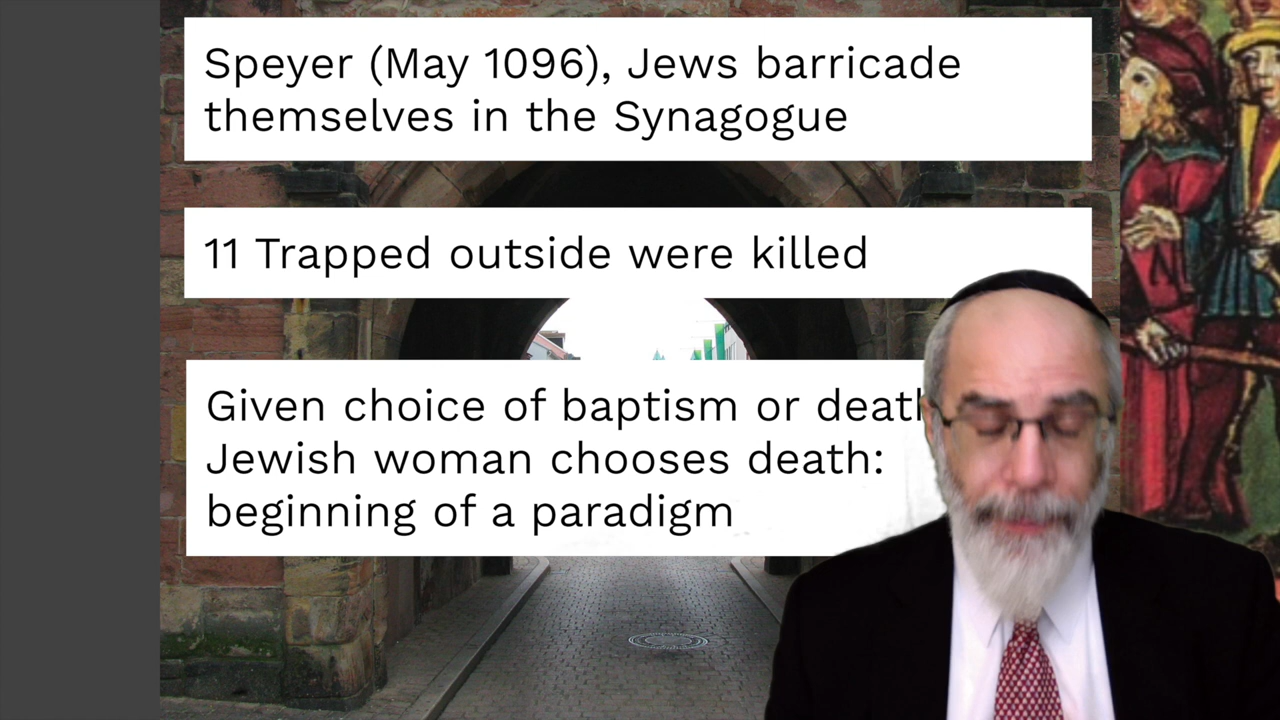 Speyer (May 1096), Jews barricade
themselves in the Synagogue
11 Trapped outside were killed
Given choice of baptism or death
Jewish woman chooses death:
beginning of a paradigm